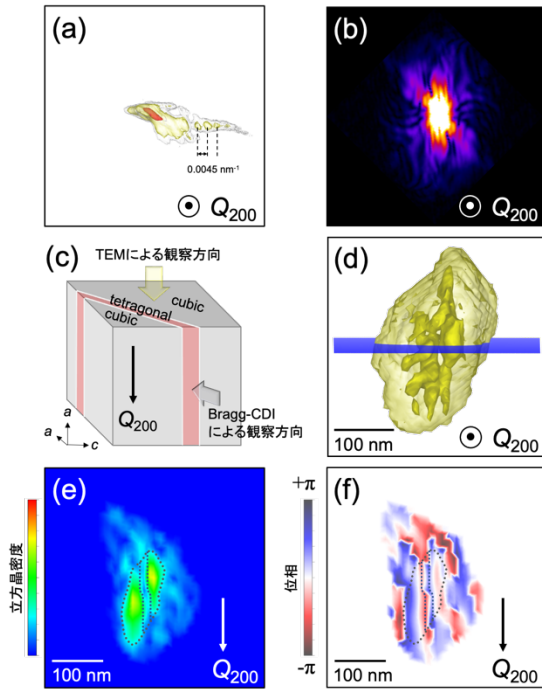 (a)
0.0045 nm⁻¹
Q₂₀₀
(b)
Q₂₀₀
(c)
TEMによる観察方向
cubic
tetragonal
cubic
Q₂₀₀
Bragg-CDI
による観察方向
a
a
c
(d)
100 nm
Q₂₀₀
(e)
立方晶密度
100 nm
Q₂₀₀
(f)
+π
位相
-π
100 nm
Q₂₀₀